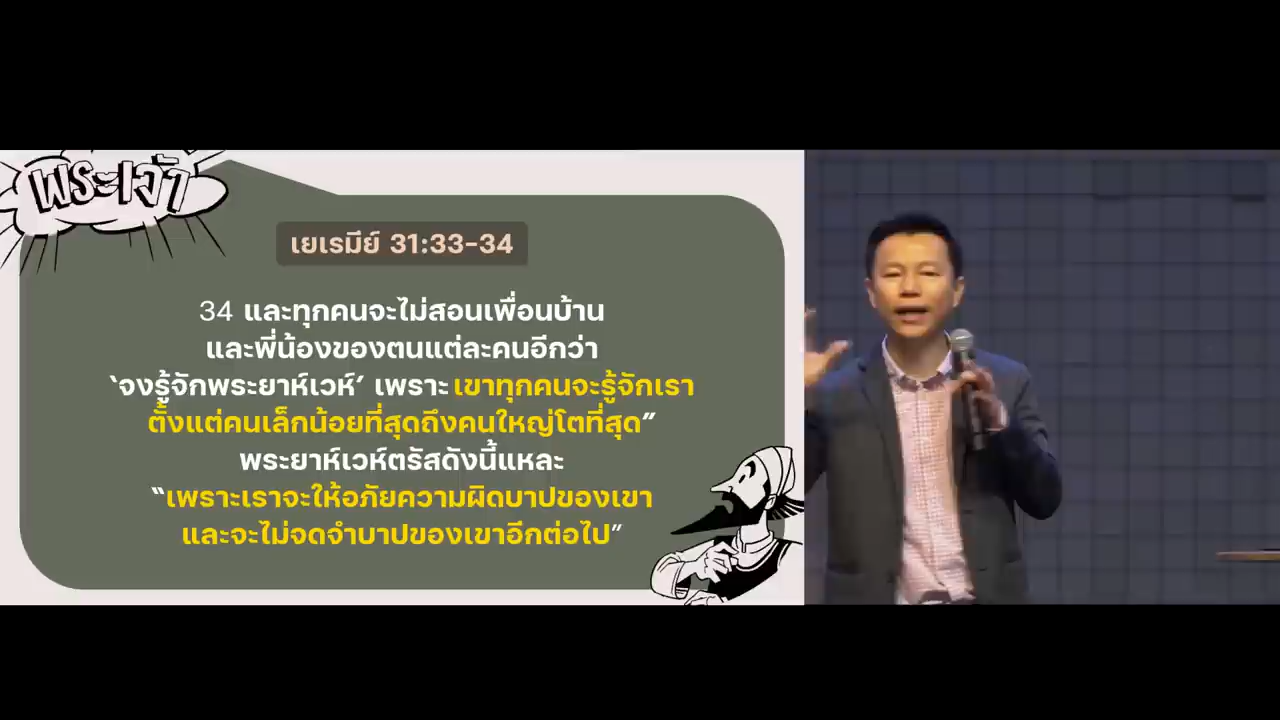 พระเจ้า
เยเรมีย์ 31:33-34
34 และทุกคนจะไม่สอนเพื่อนบ้าน
และพี่น้องของตนแต่ละคนอีกว่า
‘จงรู้จักพระยาห์เวห์’ เพราะเขาทุกคนจะรู้จักเรา
ตั้งแต่คนเล็กน้อยที่สุดถึงคนใหญ่โตที่สุด”
พระยาห์เวห์ตรัสดังนี้แหละ
“เพราะเราจะให้อภัยความผิดบาปของเขา
และจะไม่จดจำบาปของเขาอีกต่อไป”